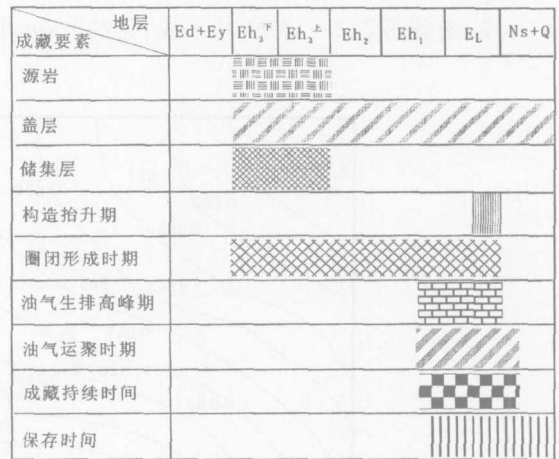 地层
成藏要素
Ed+Ey Eh₃下 Eh₃上 Eh₂ Eh₁ E_L Ns+Q
源岩
盖层
储集层
构造抬升期
圈闭形成时期
油气生排高峰期
油气运聚时期
成藏持续时间
保存时间